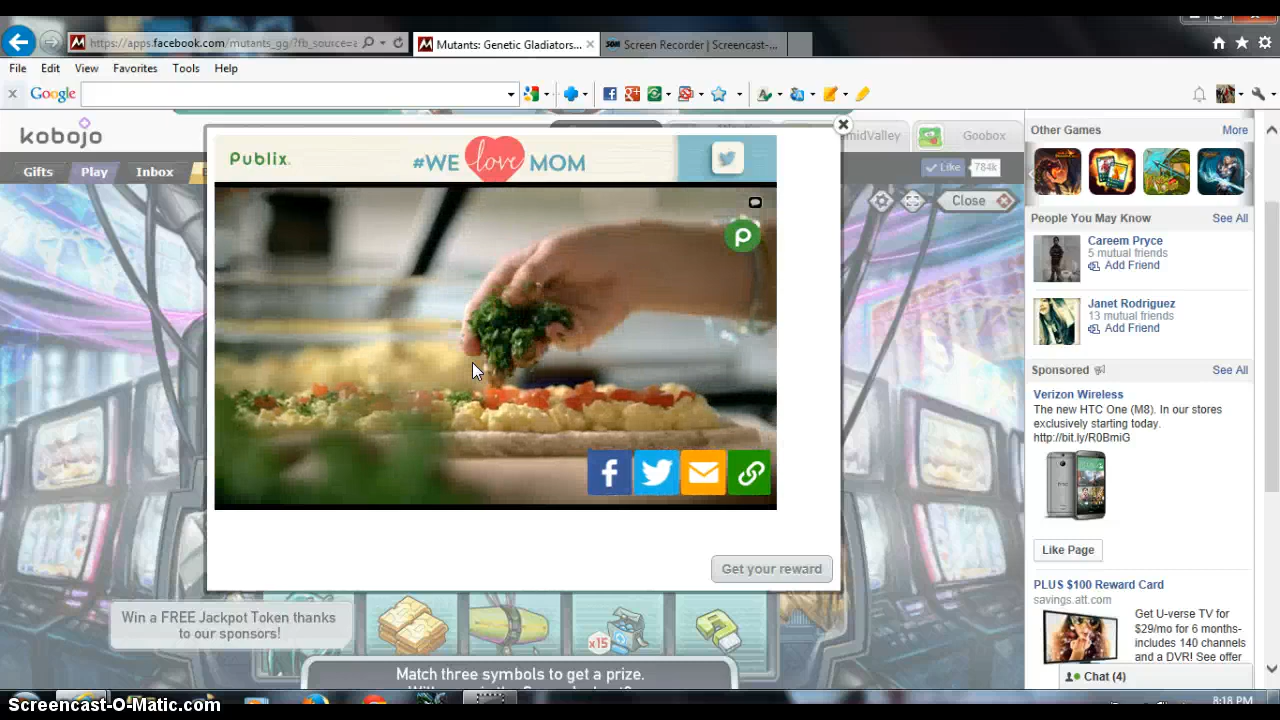 https://apps.facebook.com/mutants_gg/?fb_source=a
Mutants: Genetic Gladiators...
Screen Recorder | Screencast-...
File Edit View Favorites Tools Help
Google
kobojo
midValley
Goobox
Gifts Play Inbox
Like 784k
Close
Publix.
#WE love MOM
p
Get your reward
Win a FREE Jackpot Token thanks
to our sponsors!
x15
Match three symbols to get a prize.
Other Games More
People You May Know See All
Careem Pryce
5 mutual friends
Add Friend
Janet Rodriguez
13 mutual friends
Add Friend
Sponsored See All
Verizon Wireless
The new HTC One (M8). In our stores
exclusively starting today.
http://bit.ly/R0BmiG
Like Page
PLUS $100 Reward Card
savings.att.com
Get U-verse TV for
$29/mo for 6 months-
includes 140 channels
and a DVR! See offer
Chat (4)
8:18 PM
Screencast-O-Matic.com